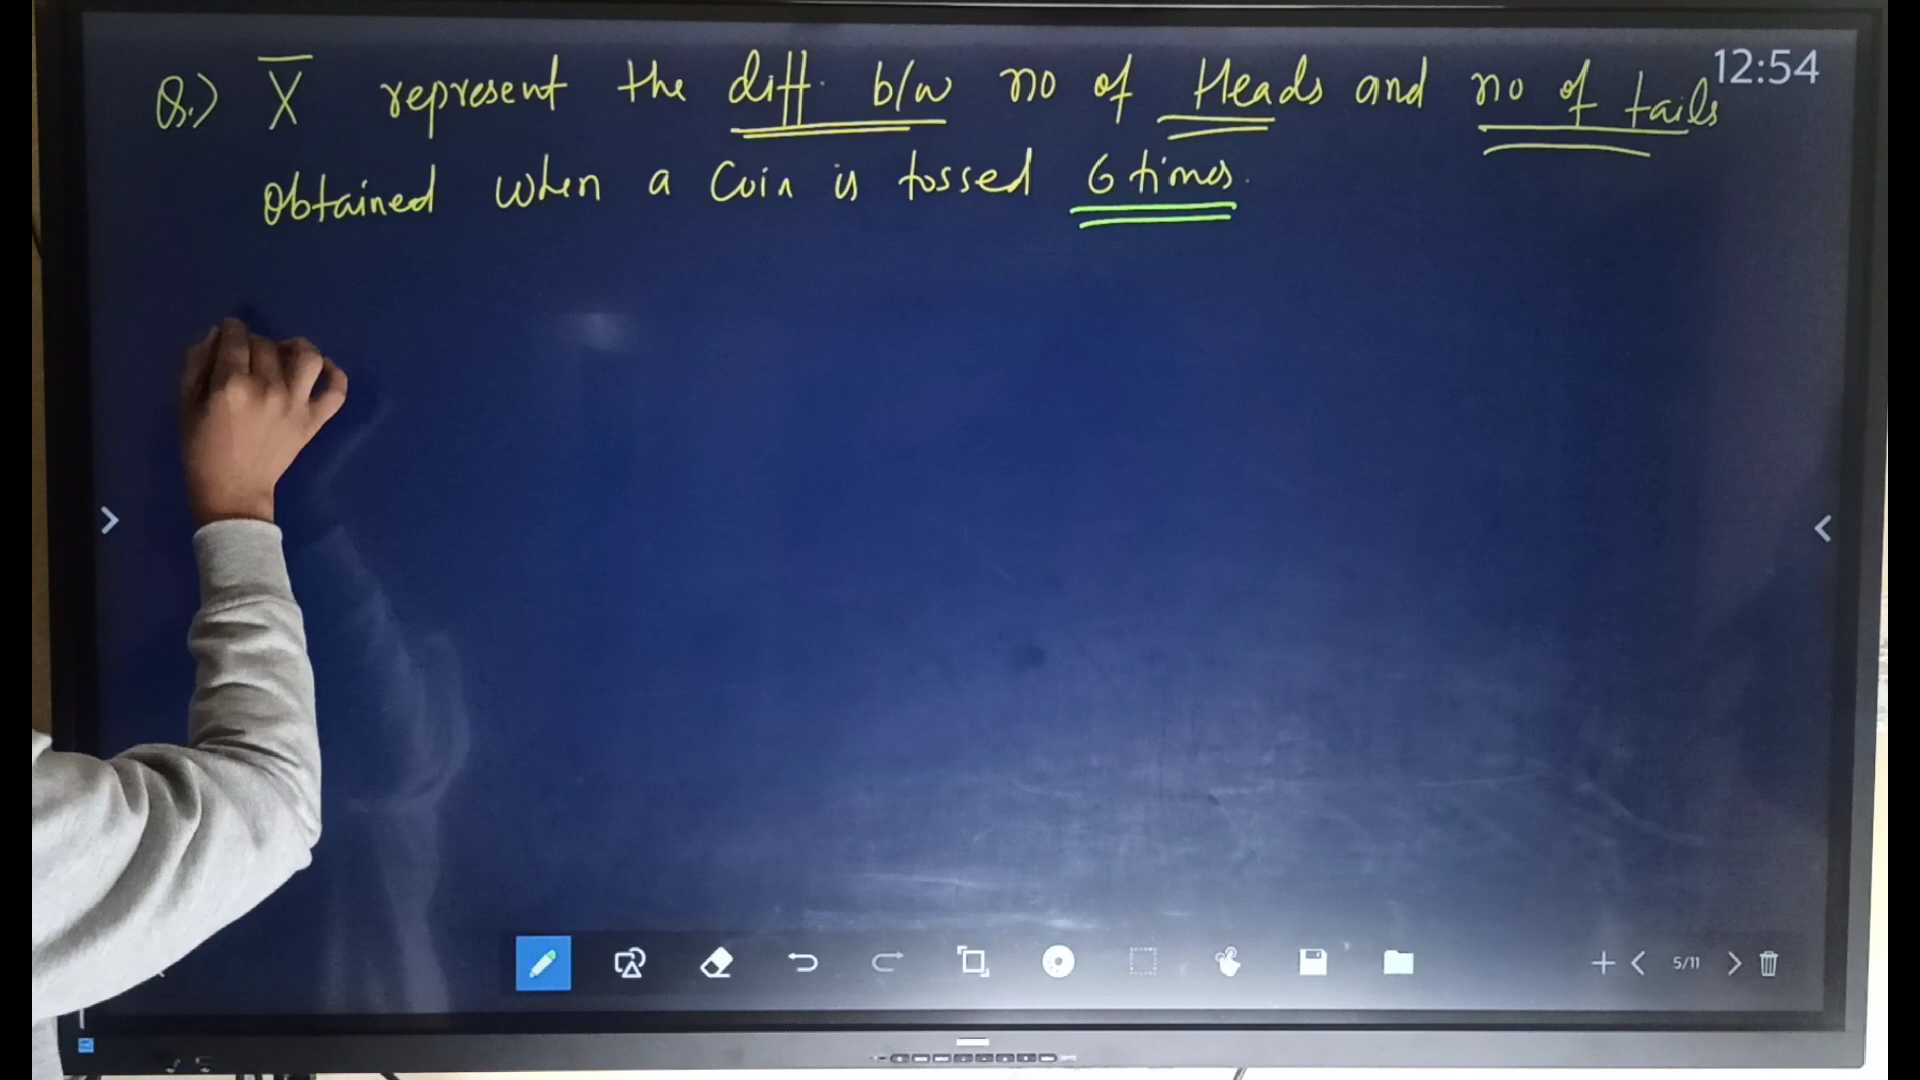 12:54
Q.) X represent the diff. b/w no of Heads and no of tails
Obtained when a Coin is tossed 6 times.
5/11